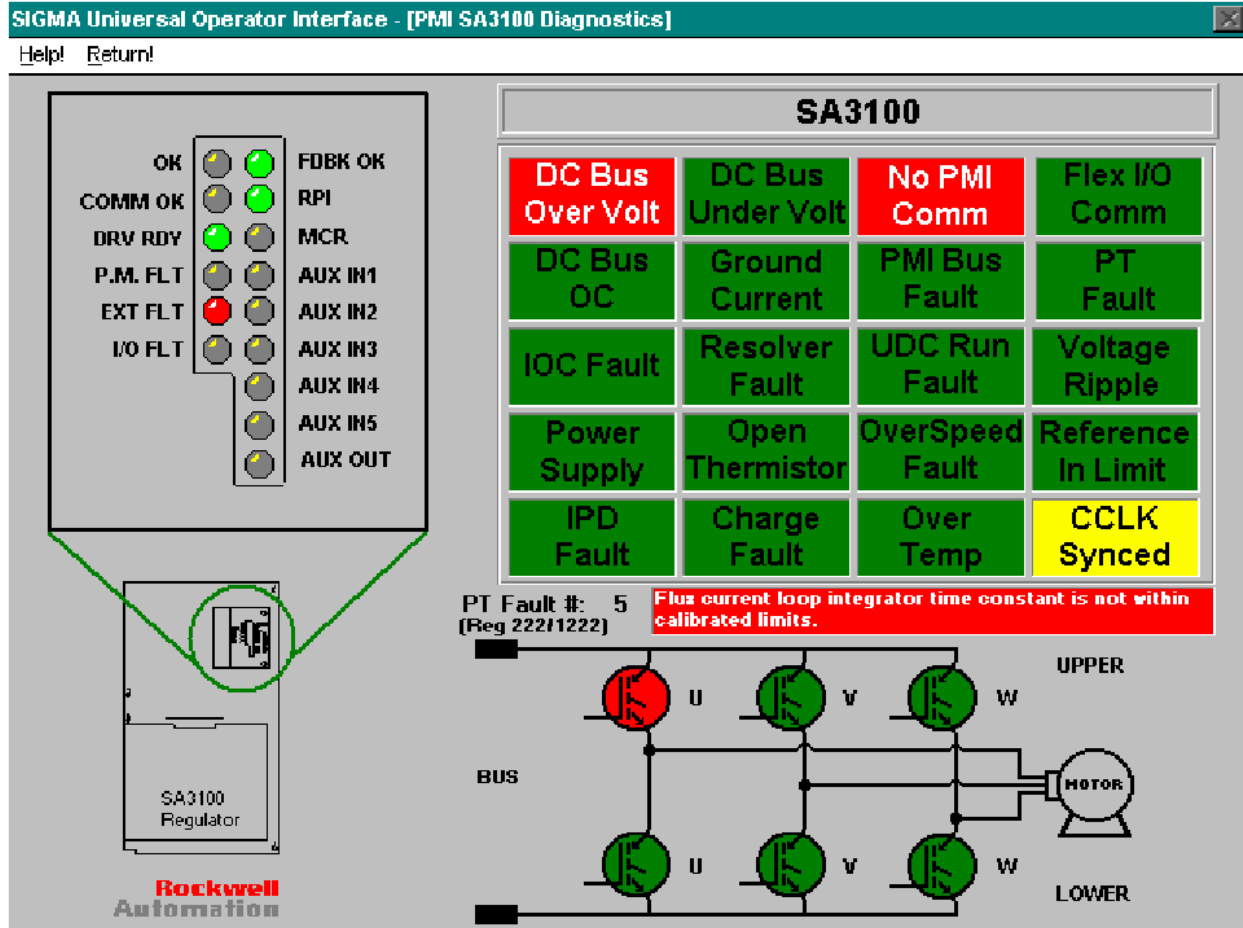 SIGMA Universal Operator Interface - [PMI SA3100 Diagnostics]
Help! Return!
OK
FDBK OK
COMM OK
RPI
DRV RDY
MCR
P.M. FLT
AUX IN1
EXT FLT
AUX IN2
I/O FLT
AUX IN3
AUX IN4
AUX IN5
AUX OUT
SA3100
Regulator
Rockwell
Automation
SA3100
DC Bus
Over Volt
DC Bus
Under Volt
No PMI
Comm
Flex I/O
Comm
DC Bus
OC
Ground
Current
PMI Bus
Fault
PT
Fault
IOC Fault
Resolver
Fault
UDC Run
Fault
Voltage
Ripple
Power
Supply
Open
Thermistor
OverSpeed
Fault
Reference
In Limit
IPD
Fault
Charge
Fault
Over
Temp
CCLK
Synced
PT Fault #: 5
(Reg 222/1222)
Flux current loop integrator time constant is not within
calibrated limits.
UPPER
U
V
W
BUS
MOTOR
U
V
W
LOWER